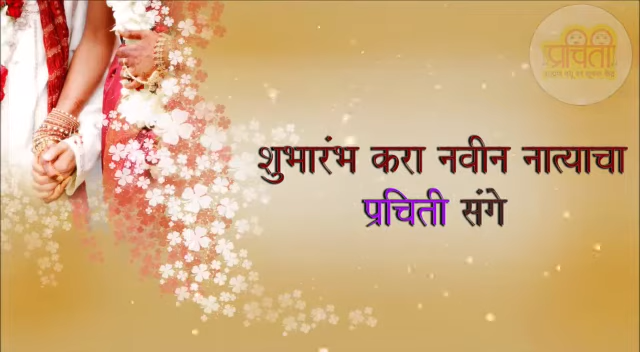 प्रचिती
शुभारंभ करा नवीन नात्याचा
प्रचिती संगे